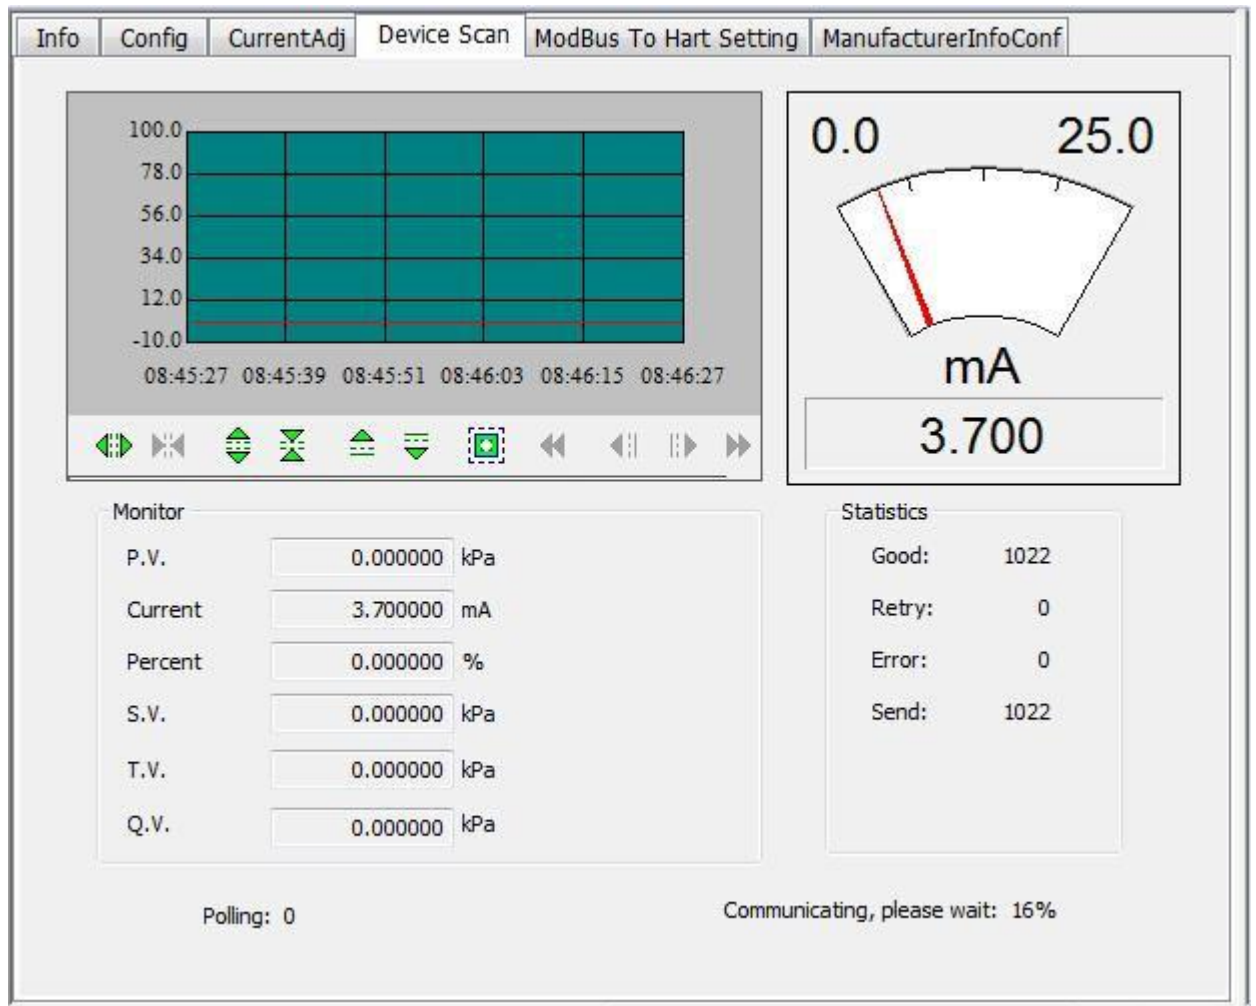 Info Config CurrentAdj Device Scan ModBus To Hart Setting ManufacturerInfoConf
100.0
78.0
56.0
34.0
12.0
-10.0
08:45:27 08:45:39 08:45:51 08:46:03 08:46:15 08:46:27
0.0 25.0
mA
3.700
Monitor
P.V. 0.000000 kPa
Current 3.700000 mA
Percent 0.000000 %
S.V. 0.000000 kPa
T.V. 0.000000 kPa
Q.V. 0.000000 kPa
Statistics
Good: 1022
Retry: 0
Error: 0
Send: 1022
Polling: 0
Communicating, please wait: 16%